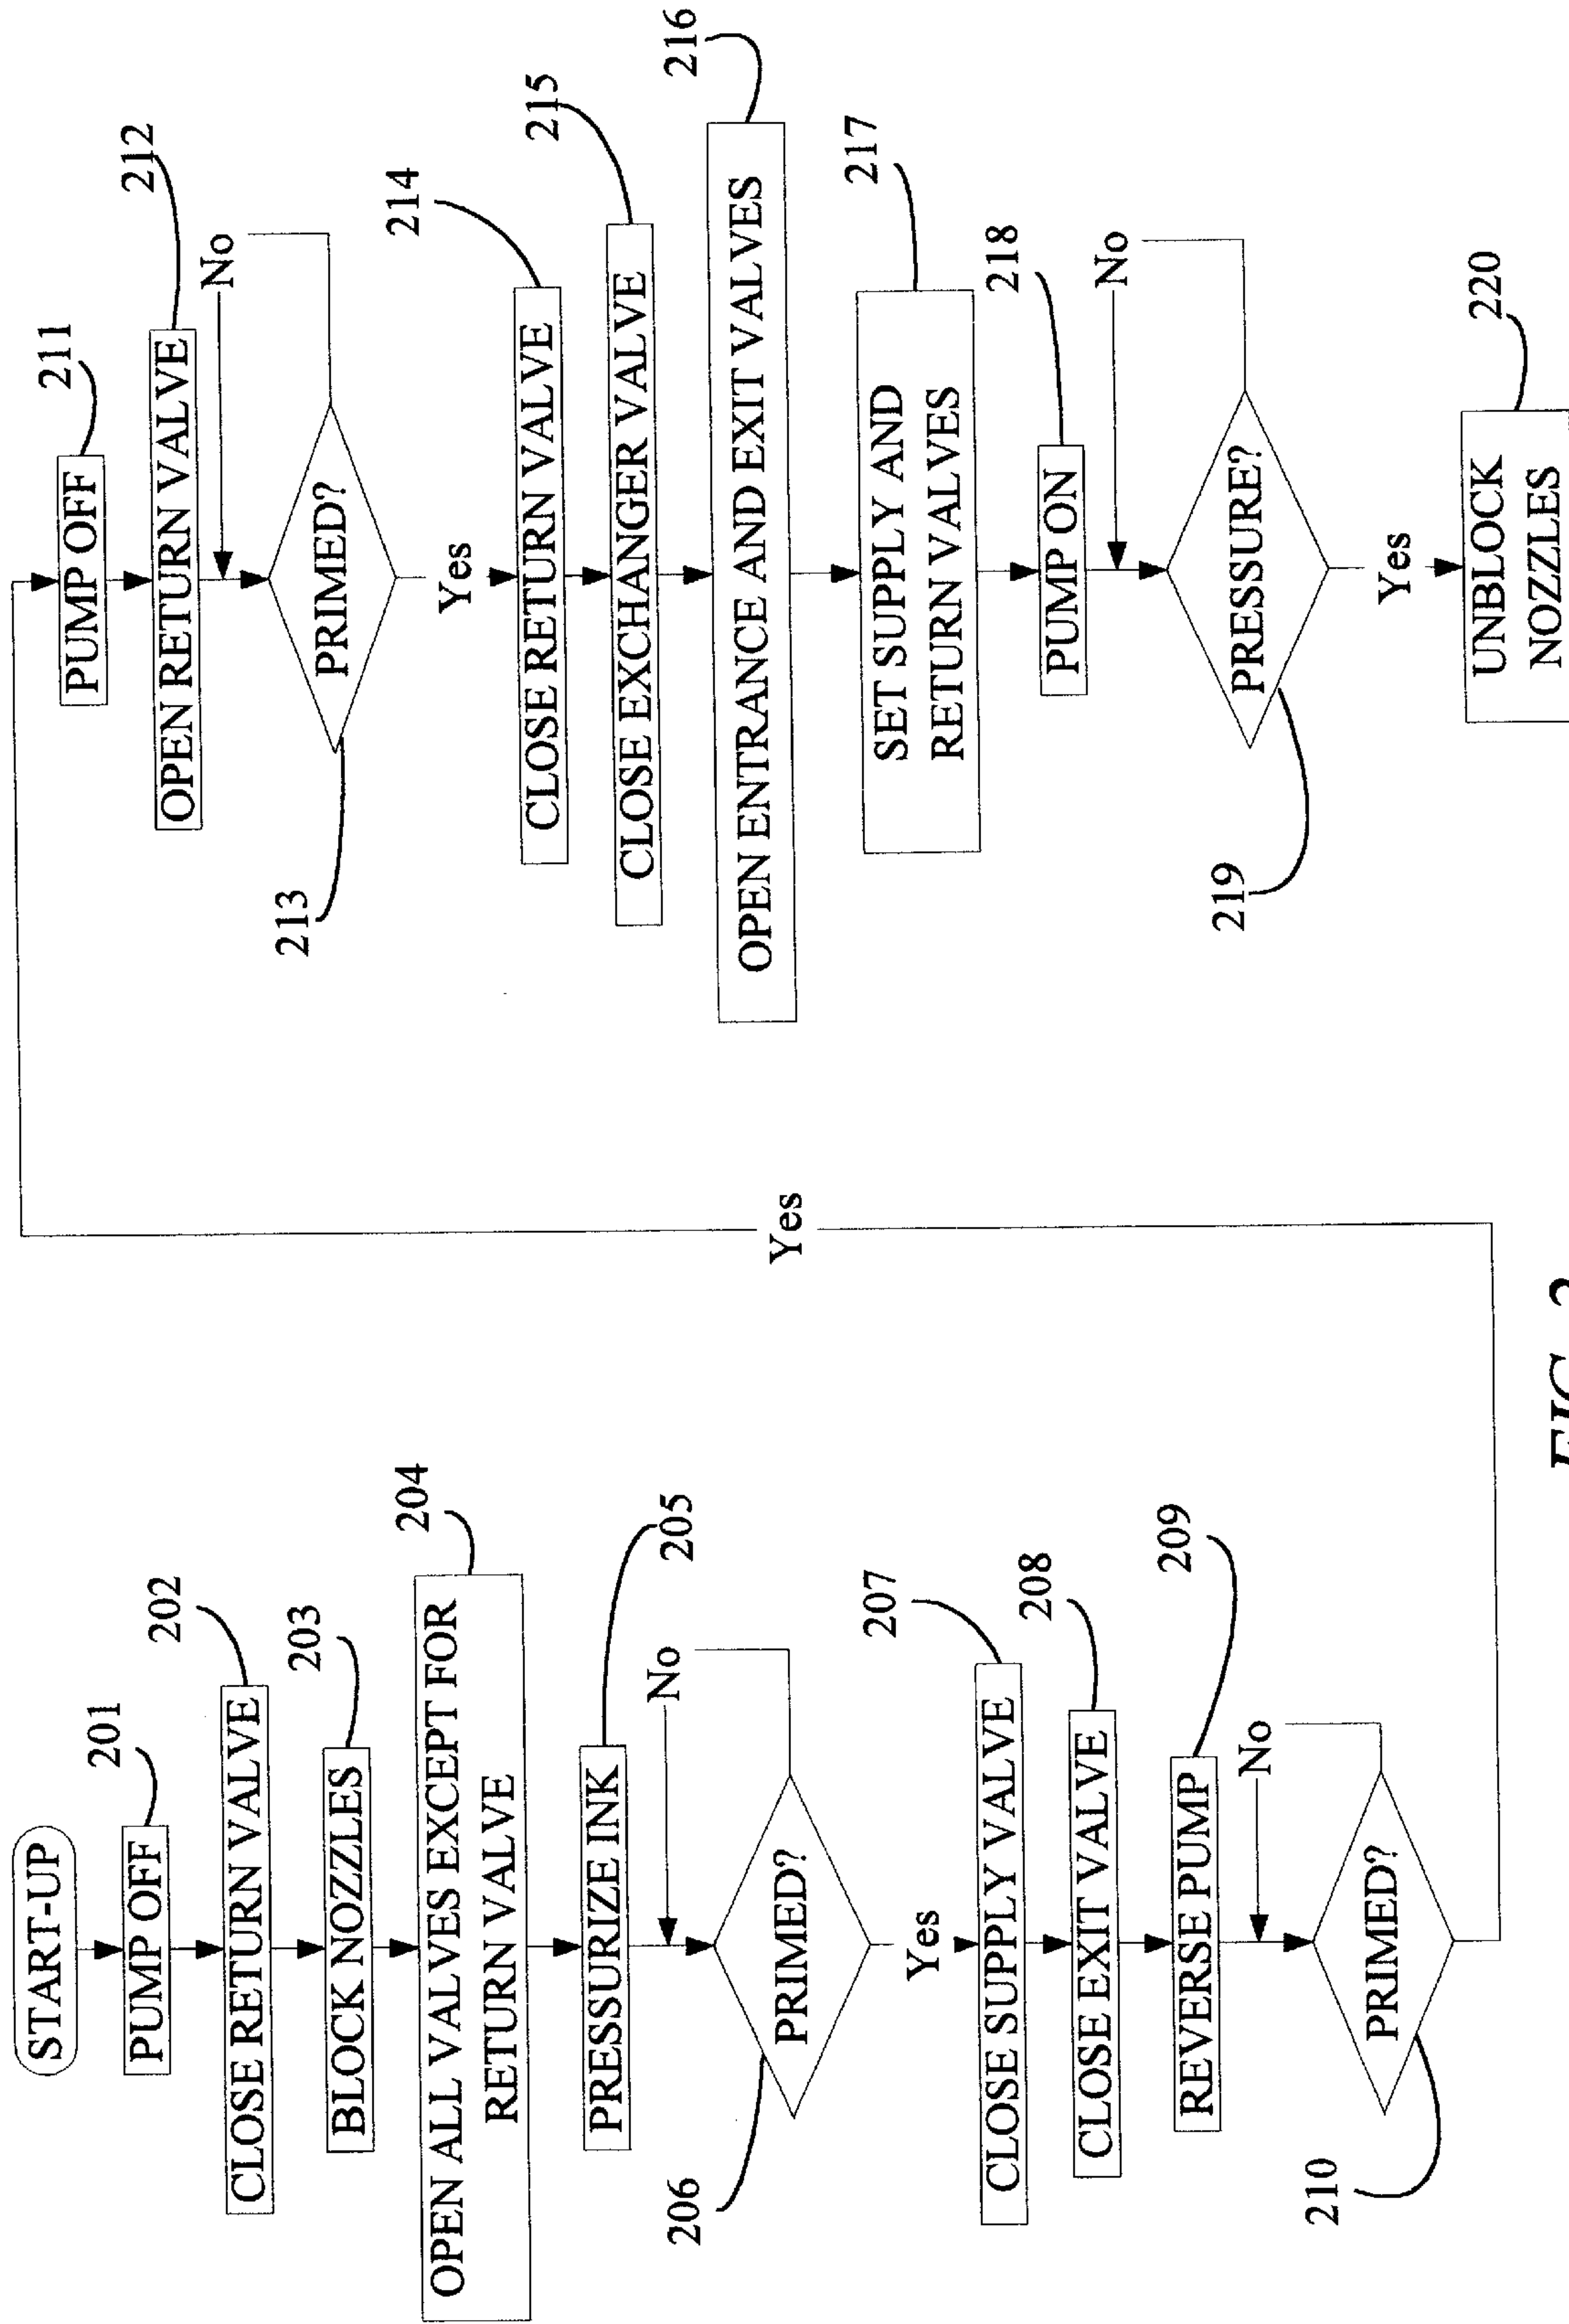 START-UP
PUMP OFF
201
CLOSE RETURN VALVE
202
BLOCK NOZZLES
203
OPEN ALL VALVES EXCEPT FOR
RETURN VALVE
204
PRESSURIZE INK
205
No
PRIMED?
206
Yes
CLOSE SUPPLY VALVE
207
CLOSE EXIT VALVE
208
REVERSE PUMP
209
No
PRIMED?
210
Yes
PUMP OFF
211
OPEN RETURN VALVE
212
No
PRIMED?
213
Yes
CLOSE RETURN VALVE
214
CLOSE EXCHANGER VALVE
215
OPEN ENTRANCE AND EXIT VALVES
216
SET SUPPLY AND
RETURN VALVES
217
PUMP ON
218
No
PRESSURE?
219
Yes
UNBLOCK
NOZZLES
220